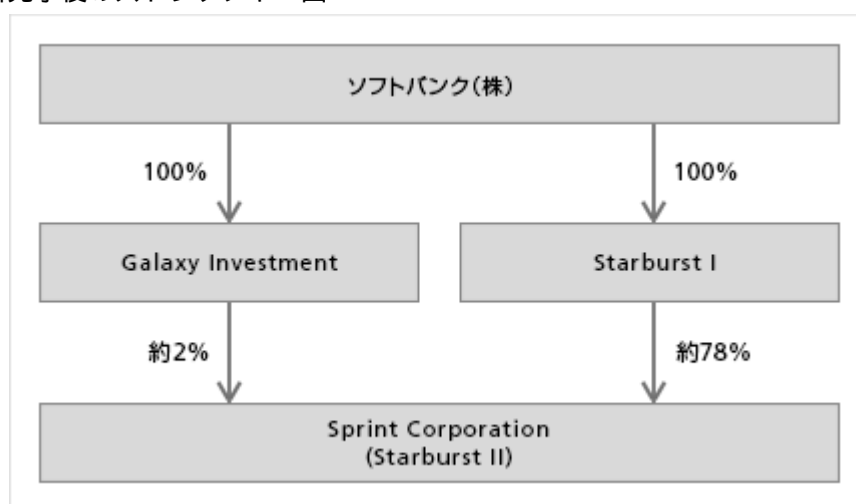 ソフトバンク(株)
100%
100%
Galaxy Investment
Starburst I
約2%
約78%
Sprint Corporation
(Starburst II)